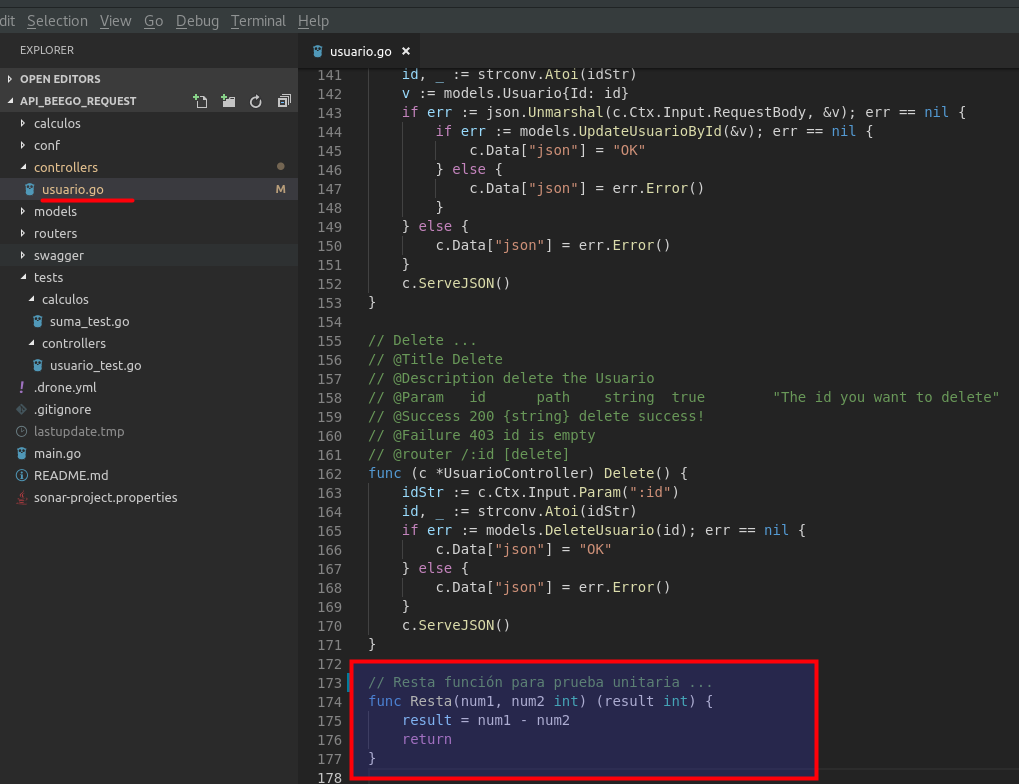 dit Selection View Go Debug Terminal Help
EXPLORER
OPEN EDITORS
API_BEEGO_REQUEST
calculos
conf
controllers
usuario.go M
models
routers
swagger
tests
calculos
suma_test.go
controllers
usuario_test.go
! .drone.yml
.gitignore
lastupdate.tmp
main.go
README.md
sonar-project.properties
usuario.go ×
141 id, _ := strconv.Atoi(idStr)
142 v := models.Usuario{Id: id}
143 if err := json.Unmarshal(c.Ctx.Input.RequestBody, &v); err == nil {
144 if err := models.UpdateUsuarioById(&v); err == nil {
145 c.Data["json"] = "OK"
146 } else {
147 c.Data["json"] = err.Error()
148 }
149 } else {
150 c.Data["json"] = err.Error()
151 }
152 c.ServeJSON()
153 }
154
155 // Delete ...
156 // @Title Delete
157 // @Description delete the Usuario
158 // @Param id path string true "The id you want to delete"
159 // @Success 200 {string} delete success!
160 // @Failure 403 id is empty
161 // @router /:id [delete]
162 func (c *UsuarioController) Delete() {
163 idStr := c.Ctx.Input.Param(":id")
164 id, _ := strconv.Atoi(idStr)
165 if err := models.DeleteUsuario(id); err == nil {
166 c.Data["json"] = "OK"
167 } else {
168 c.Data["json"] = err.Error()
169 }
170 c.ServeJSON()
171 }
172
173 // Resta función para prueba unitaria ...
174 func Resta(num1, num2 int) (result int) {
175 result = num1 - num2
176 return
177 }
178